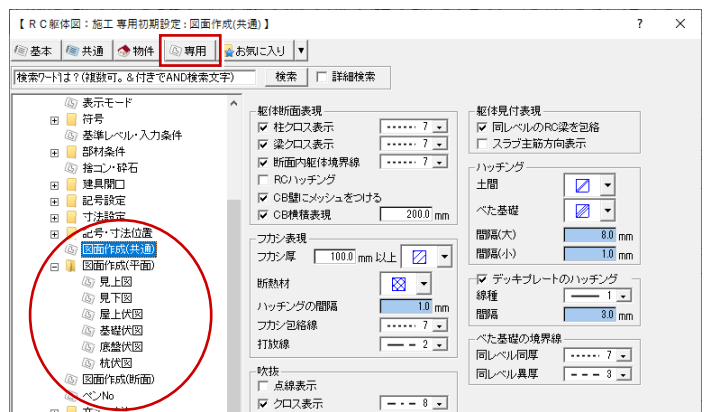 【ＲＣ躯体図：施工 専用初期設定：図面作成(共通)】
?
基本 共通 物件 専用 お気に入り
検索ワードは？(複数可。＆付きでAND検索文字) 検索 詳細検索
表示モード
符号
基準レベル・入力条件
部材条件
捨コン・砕石
建具開口
記号設定
寸法設定
記号・寸法位置
図面作成(共通)
図面作成(平面)
見上図
見下図
屋上伏図
基礎伏図
底盤伏図
杭伏図
図面作成(断面)
ペンNo
躯体断面表現
柱クロス表示 7
梁クロス表示 7
断面内躯体境界線 7
RCハッチング
CB壁にメッシュをつける
CB横積表現 200.0 mm
フカシ表現
フカシ厚 100.0 mm 以上
断熱材
ハッチングの間隔 1.0 mm
フカシ包絡線 7
打放線 2
吹抜
点線表示
クロス表示 8
躯体見付表現
同レベルのRC梁を包絡
スラブ主筋方向表示
ハッチング
土間
べた基礎
間隔(大) 8.0 mm
間隔(小) 1.0 mm
デッキプレートのハッチング
線種 1
間隔 3.0 mm
べた基礎の境界線
同レベル同厚 7
同レベル異厚 3